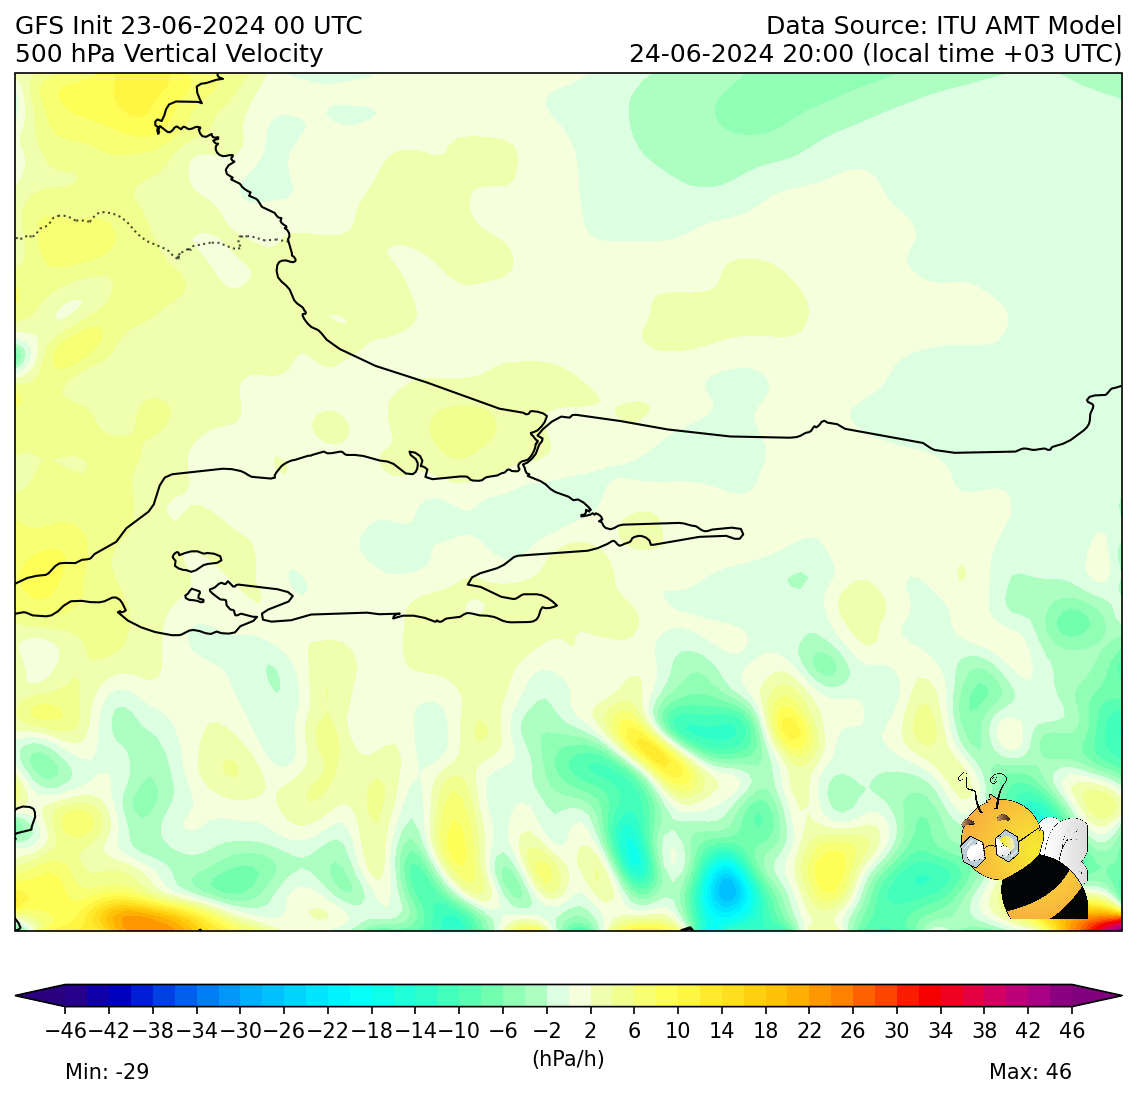 GFS Init 23-06-2024 00 UTC
Data Source: ITU AMT Model
500 hPa Vertical Velocity
24-06-2024 20:00 (local time +03 UTC)
−46 −42 −38 −34 −30 −26 −22 −18 −14 −10 −6 −2 2 6 10 14 18 22 26 30 34 38 42 46
(hPa/h)
Min: -29
Max: 46